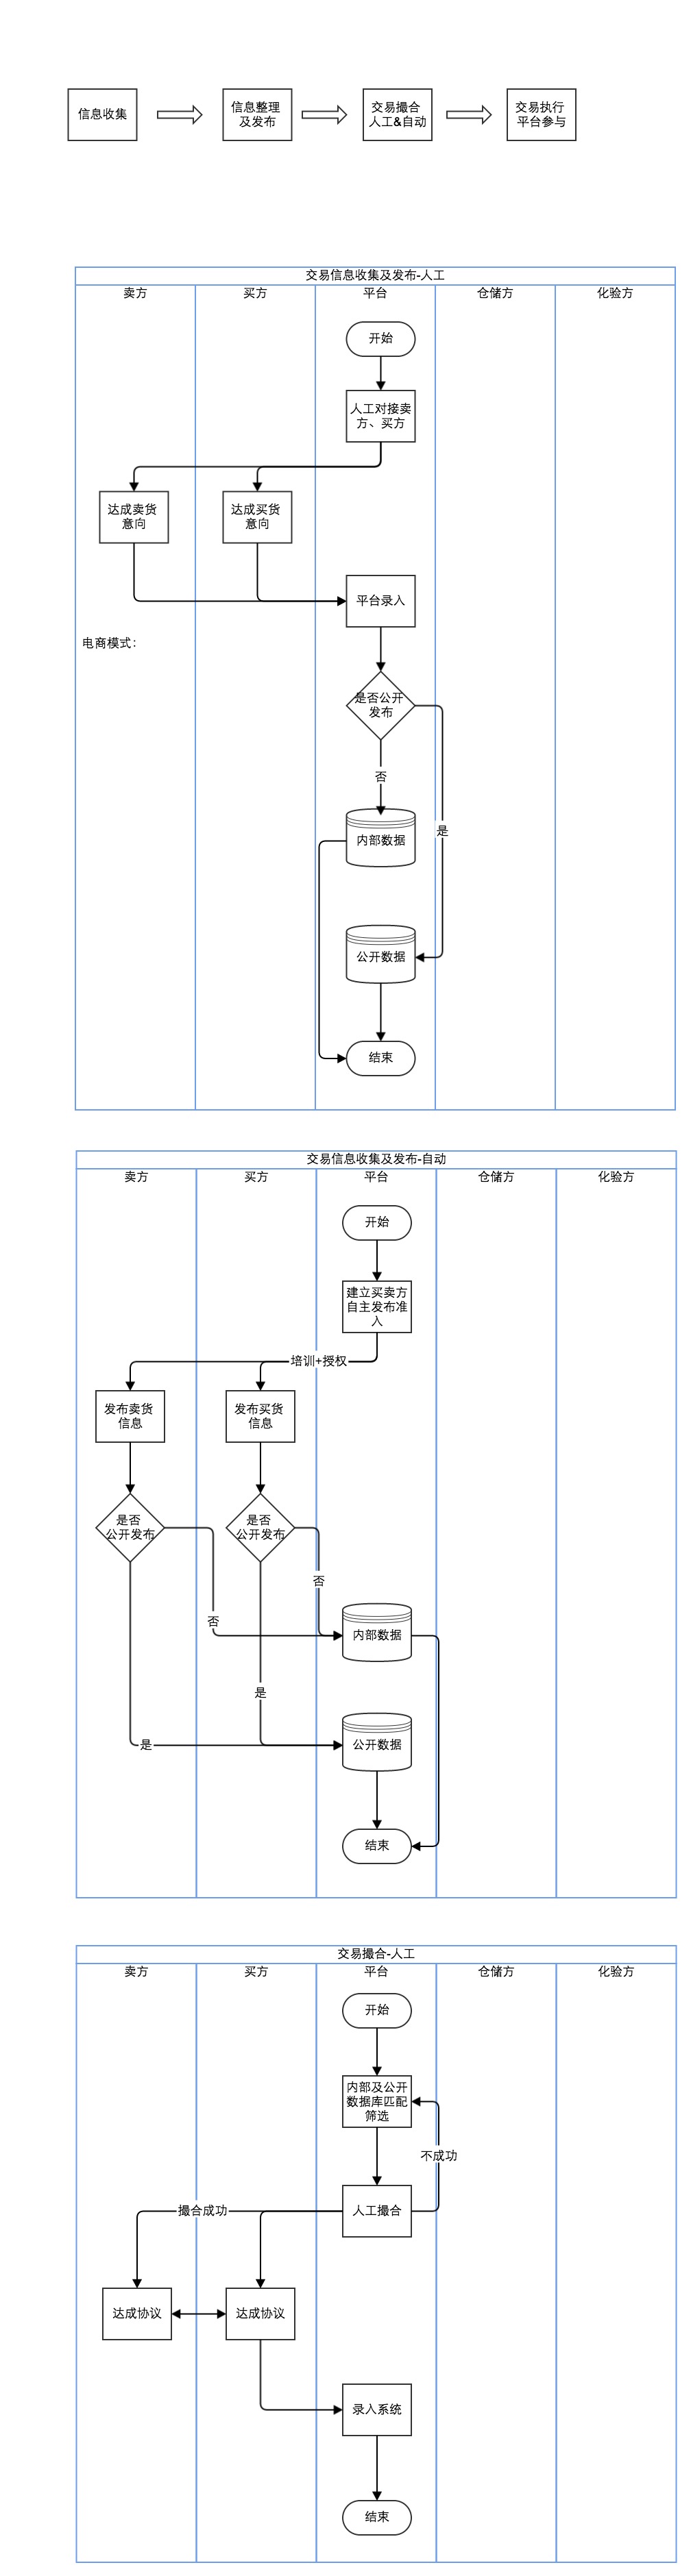 信息收集
信息整理
及发布
交易撮合
人工&自动
交易执行
平台参与
交易信息收集及发布-人工
卖方
买方
平台
仓储方
化验方
开始
人工对接卖
方、买方
达成卖货
意向
达成买货
意向
平台录入
电商模式:
是否公开
发布
否
是
内部数据
公开数据
结束
交易信息收集及发布-自动
卖方
买方
平台
仓储方
化验方
开始
建立买卖方
自主发布准
入
培训+授权
发布卖货
信息
发布买货
信息
是否
公开发布
是否
公开发布
否
否
内部数据
是
是
公开数据
结束
交易撮合-人工
卖方
买方
平台
仓储方
化验方
开始
内部及公开
数据库匹配
筛选
不成功
撮合成功
人工撮合
达成协议
达成协议
录入系统
结束